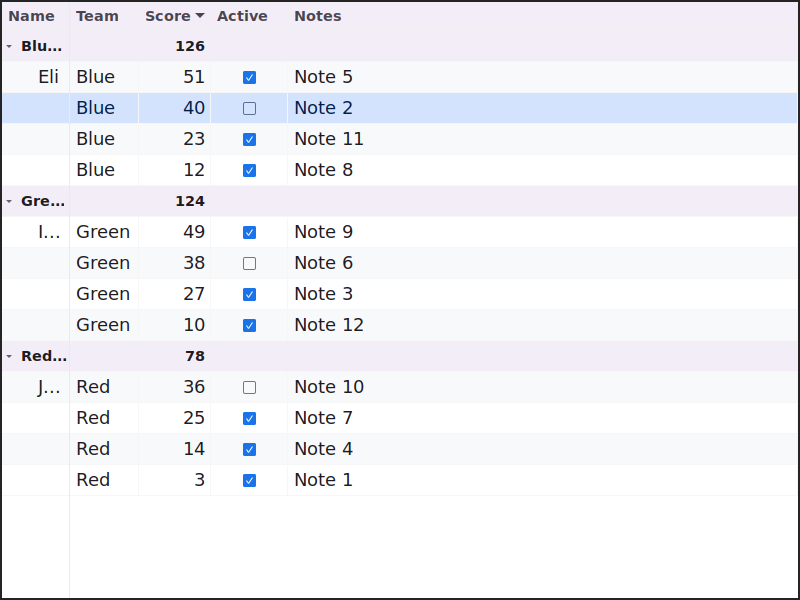 Name Team Score Active Notes
Blu... 126
Eli Blue 51 Note 5
Blue 40 Note 2
Blue 23 Note 11
Blue 12 Note 8
Gre... 124
I... Green 49 Note 9
Green 38 Note 6
Green 27 Note 3
Green 10 Note 12
Red... 78
J... Red 36 Note 10
Red 25 Note 7
Red 14 Note 4
Red 3 Note 1